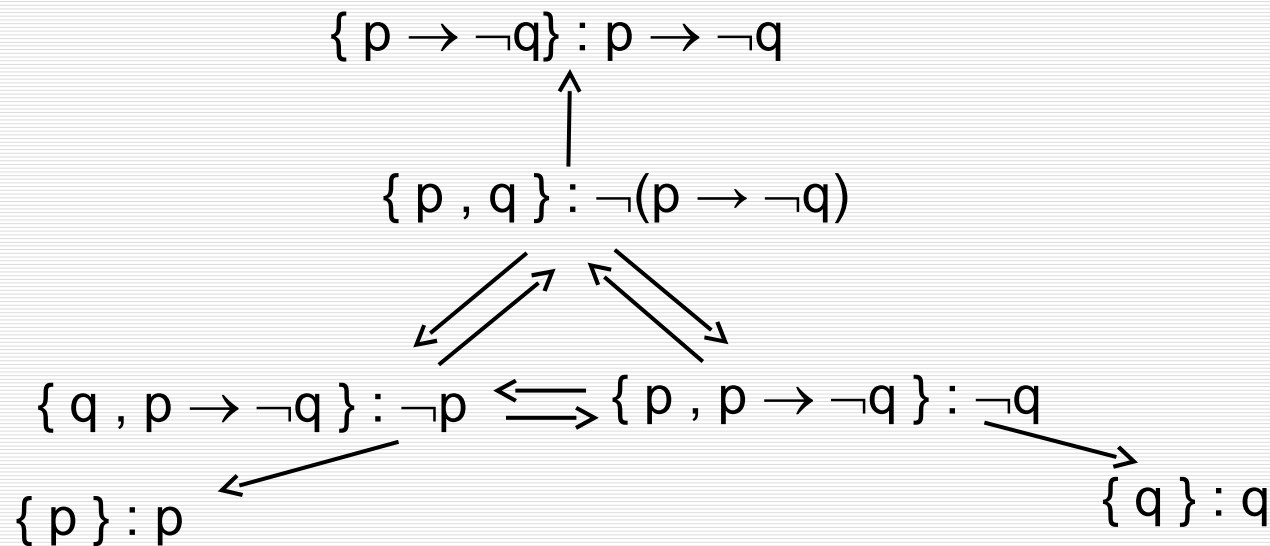 { p → ¬q} : p → ¬q
{ p , q } : ¬(p → ¬q)
{ q , p → ¬q } : ¬p
{ p , p → ¬q } : ¬q
{ p } : p
{ q } : q